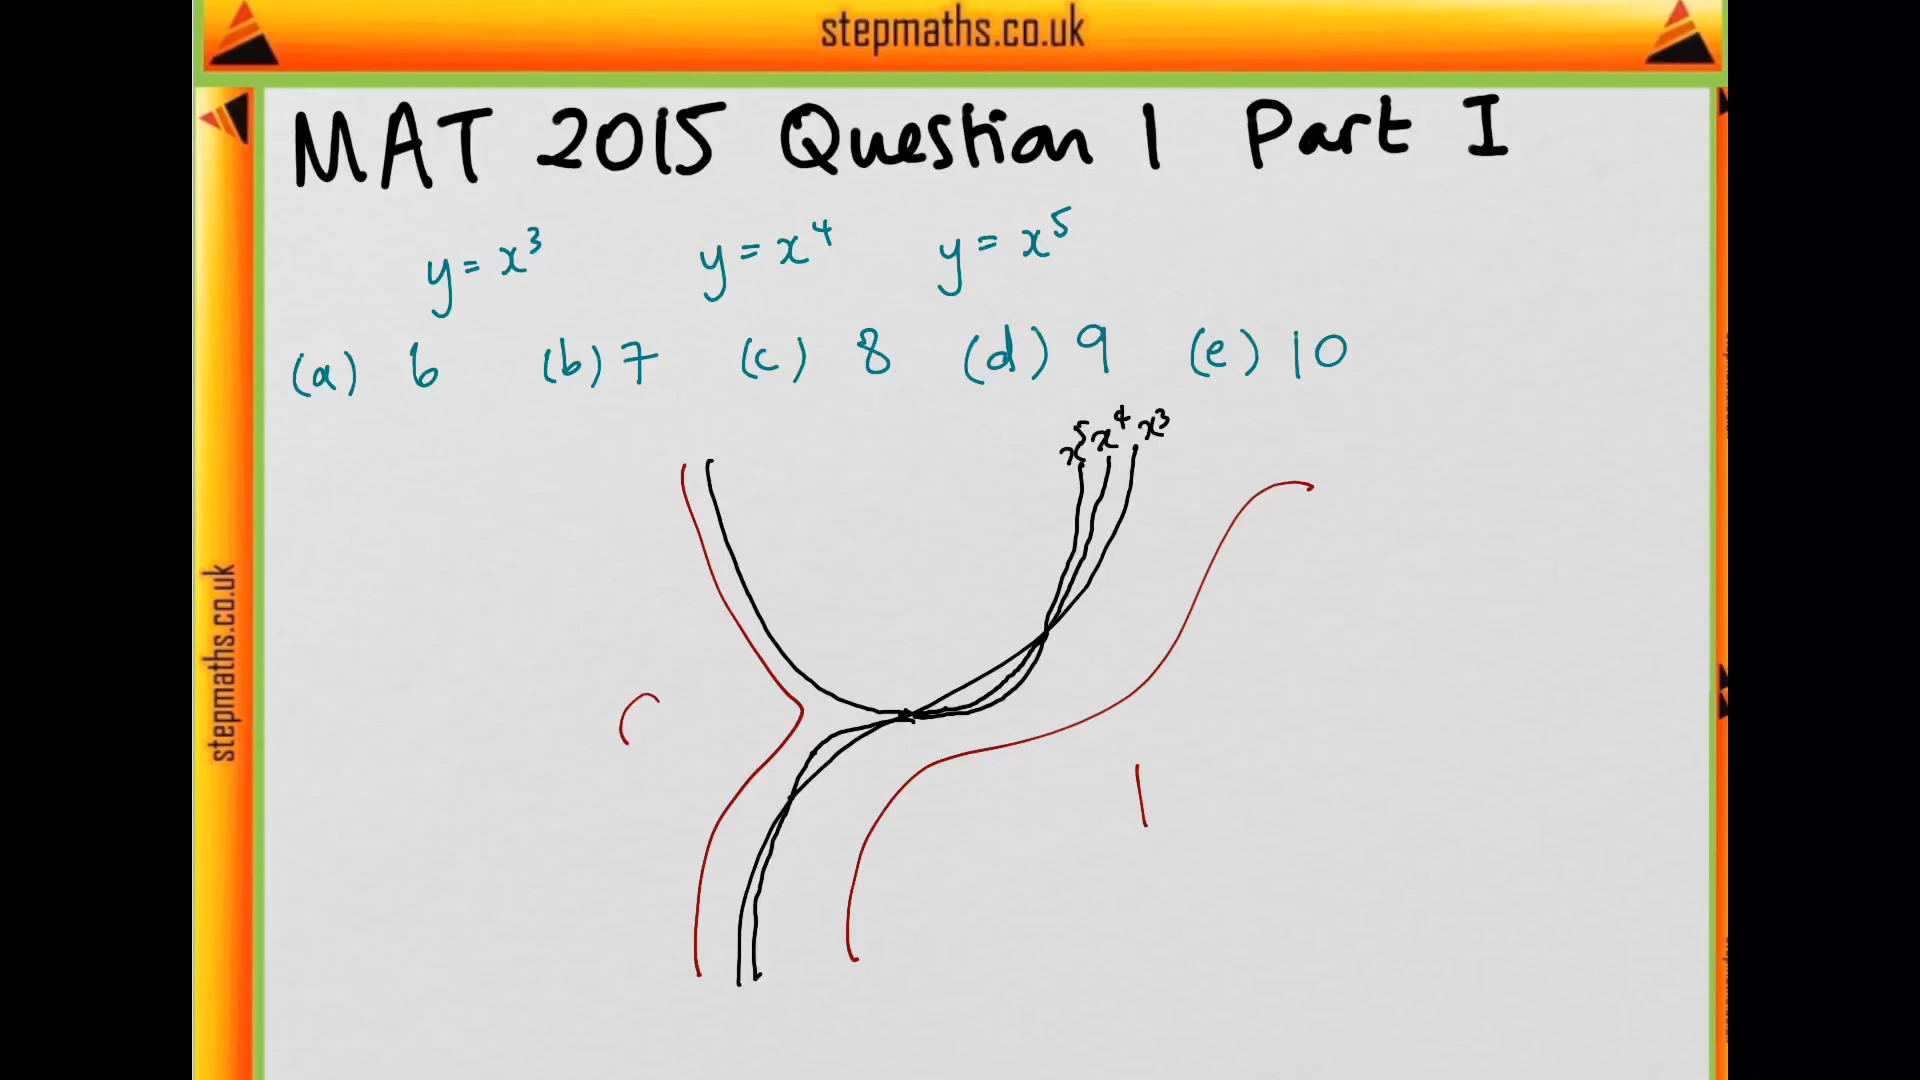 stepmaths.co.uk
MAT 2015 Question 1 Part I
y = x³ y = x⁴ y = x⁵
(a) 6 (b) 7 (c) 8 (d) 9 (e) 10
x⁵ x⁴ x³
stepmaths.co.uk
1